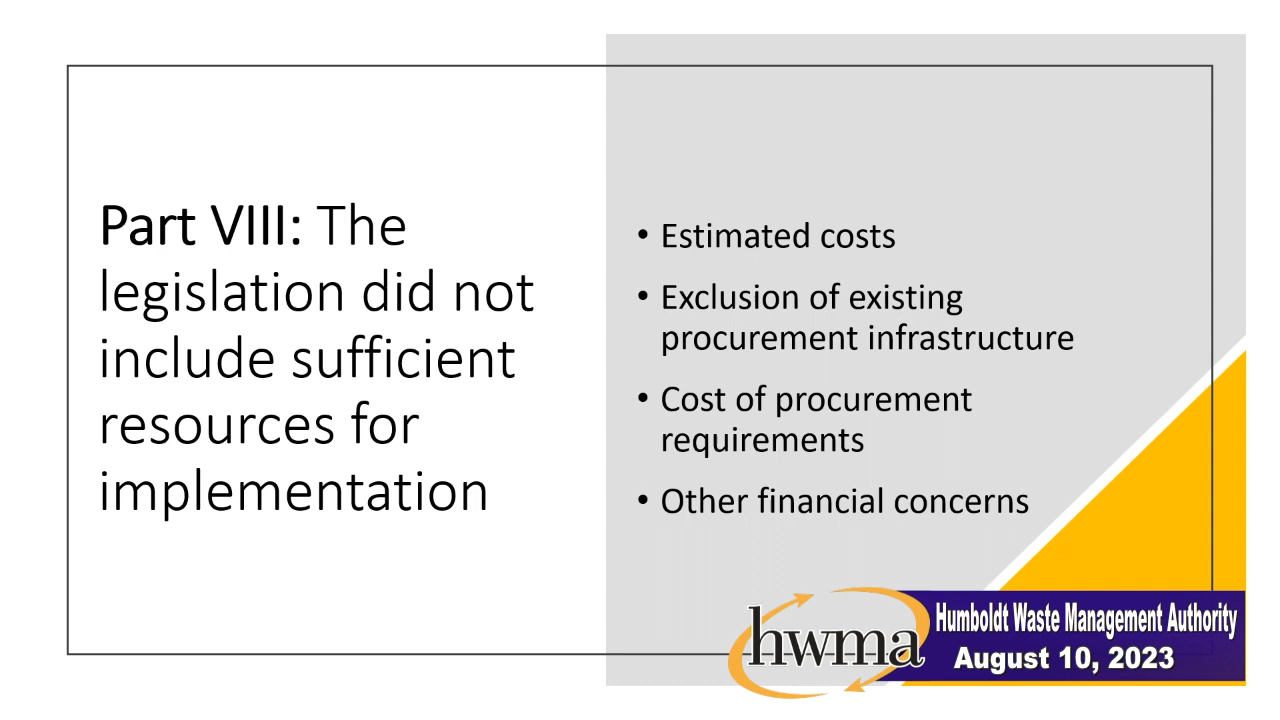 Part VIII: The
legislation did not
include sufficient
resources for
implementation
• Estimated costs
• Exclusion of existing
procurement infrastructure
• Cost of procurement
requirements
• Other financial concerns
hwma
Humboldt Waste Management Authority
August 10, 2023